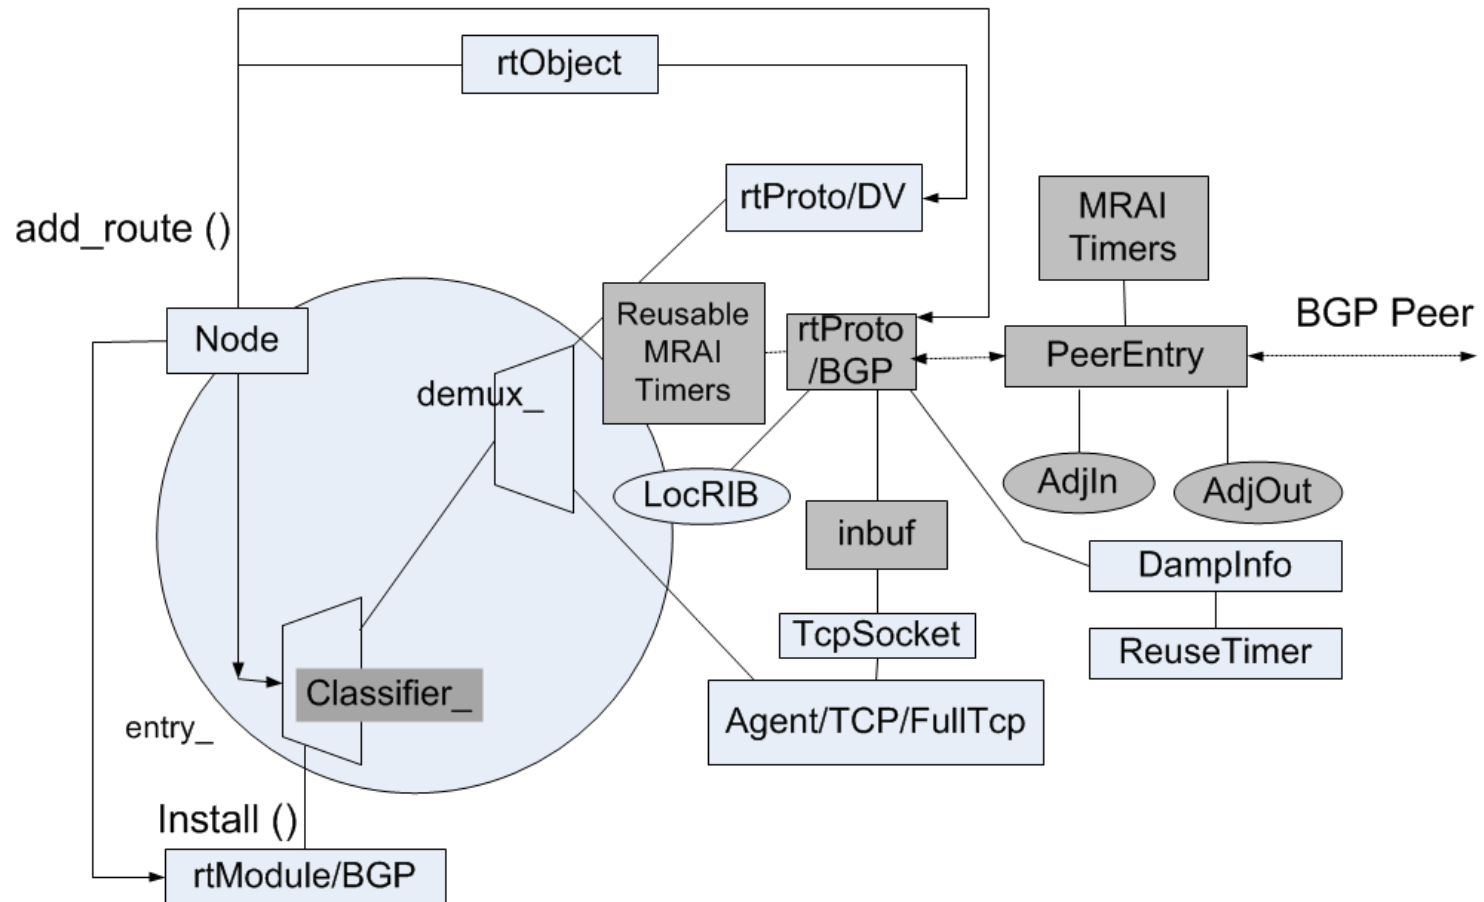 rtObject
rtProto/DV
MRAI
Timers
add_route ()
BGP Peer
Node
Reusable
MRAI
Timers
rtProto
/BGP
PeerEntry
demux_
LocRIB
AdjIn
AdjOut
inbuf
DampInfo
TcpSocket
ReuseTimer
Classifier_
Agent/TCP/FullTcp
entry_
Install ()
rtModule/BGP